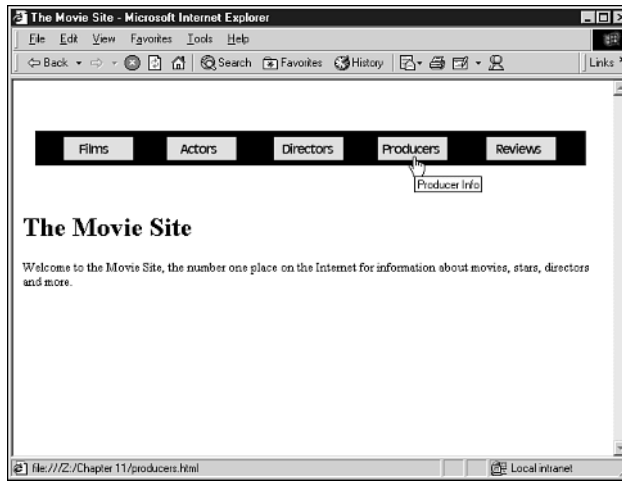 The Movie Site - Microsoft Internet Explorer
File Edit View Favorites Tools Help
Back Search Favorites History Links
Films Actors Directors Producers Reviews
Producer Info
The Movie Site
Welcome to the Movie Site, the number one place on the Internet for information about movies, stars, directors
and more.
file:///Z:/Chapter 11/producers.html Local intranet